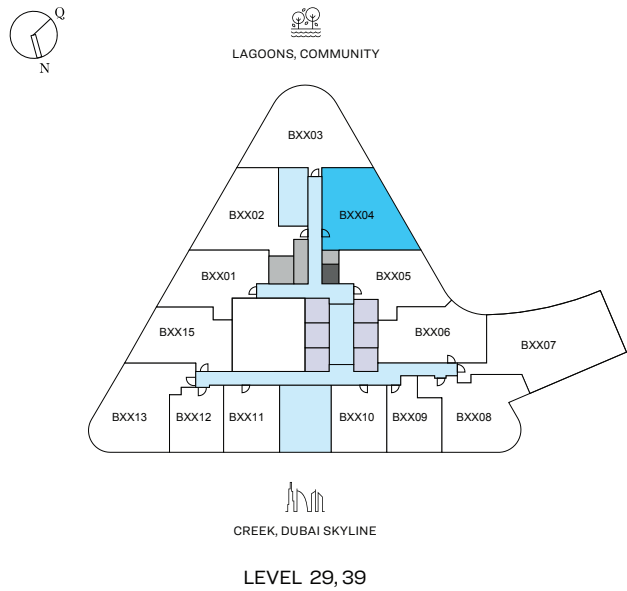 Q
N
LAGOONS, COMMUNITY
BXX03
BXX02
BXX04
BXX01
BXX05
BXX15
BXX06
BXX07
BXX13
BXX12
BXX11
BXX10
BXX09
BXX08
CREEK, DUBAI SKYLINE
LEVEL 29, 39